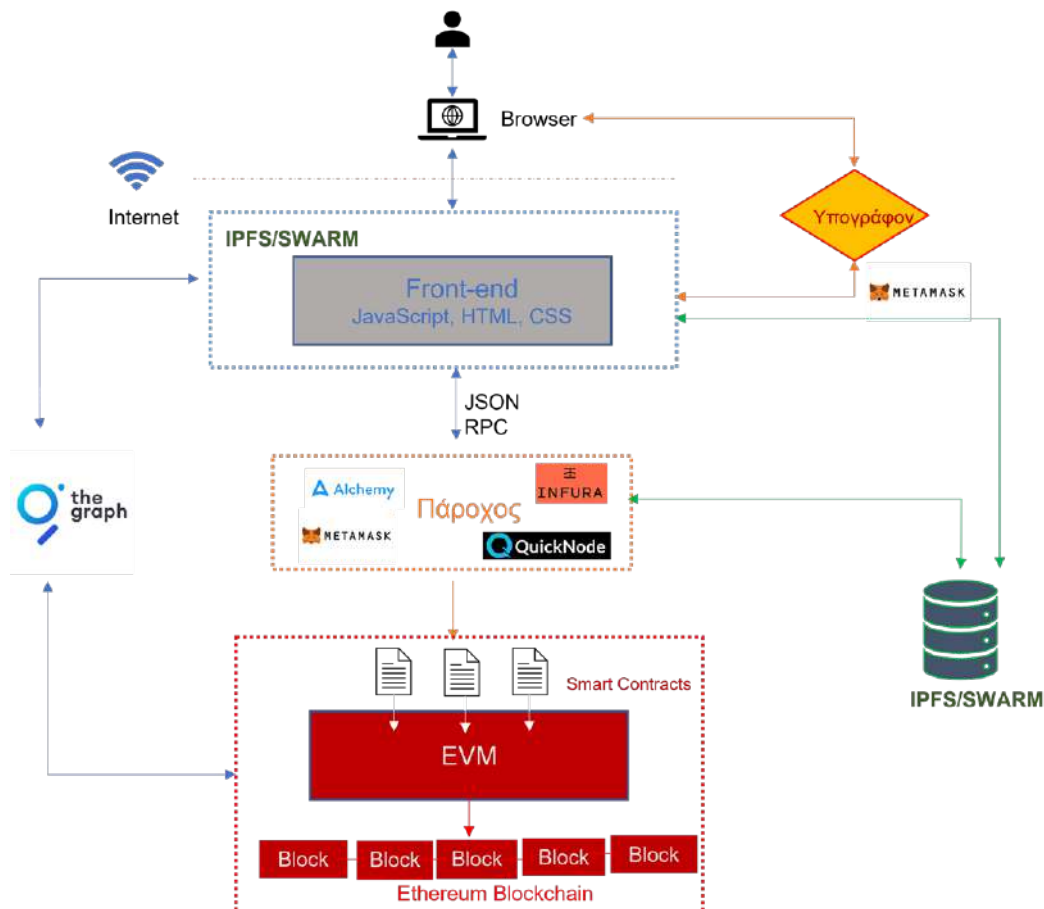 Browser
Internet
Υπογράφον
IPFS/SWARM
METAMASK
Front-end
JavaScript, HTML, CSS
JSON
RPC
the
graph
Alchemy
INFURA
Πάροχος
METAMASK
QuickNode
Smart Contracts
IPFS/SWARM
EVM
Block
Block
Block
Block
Block
Ethereum Blockchain